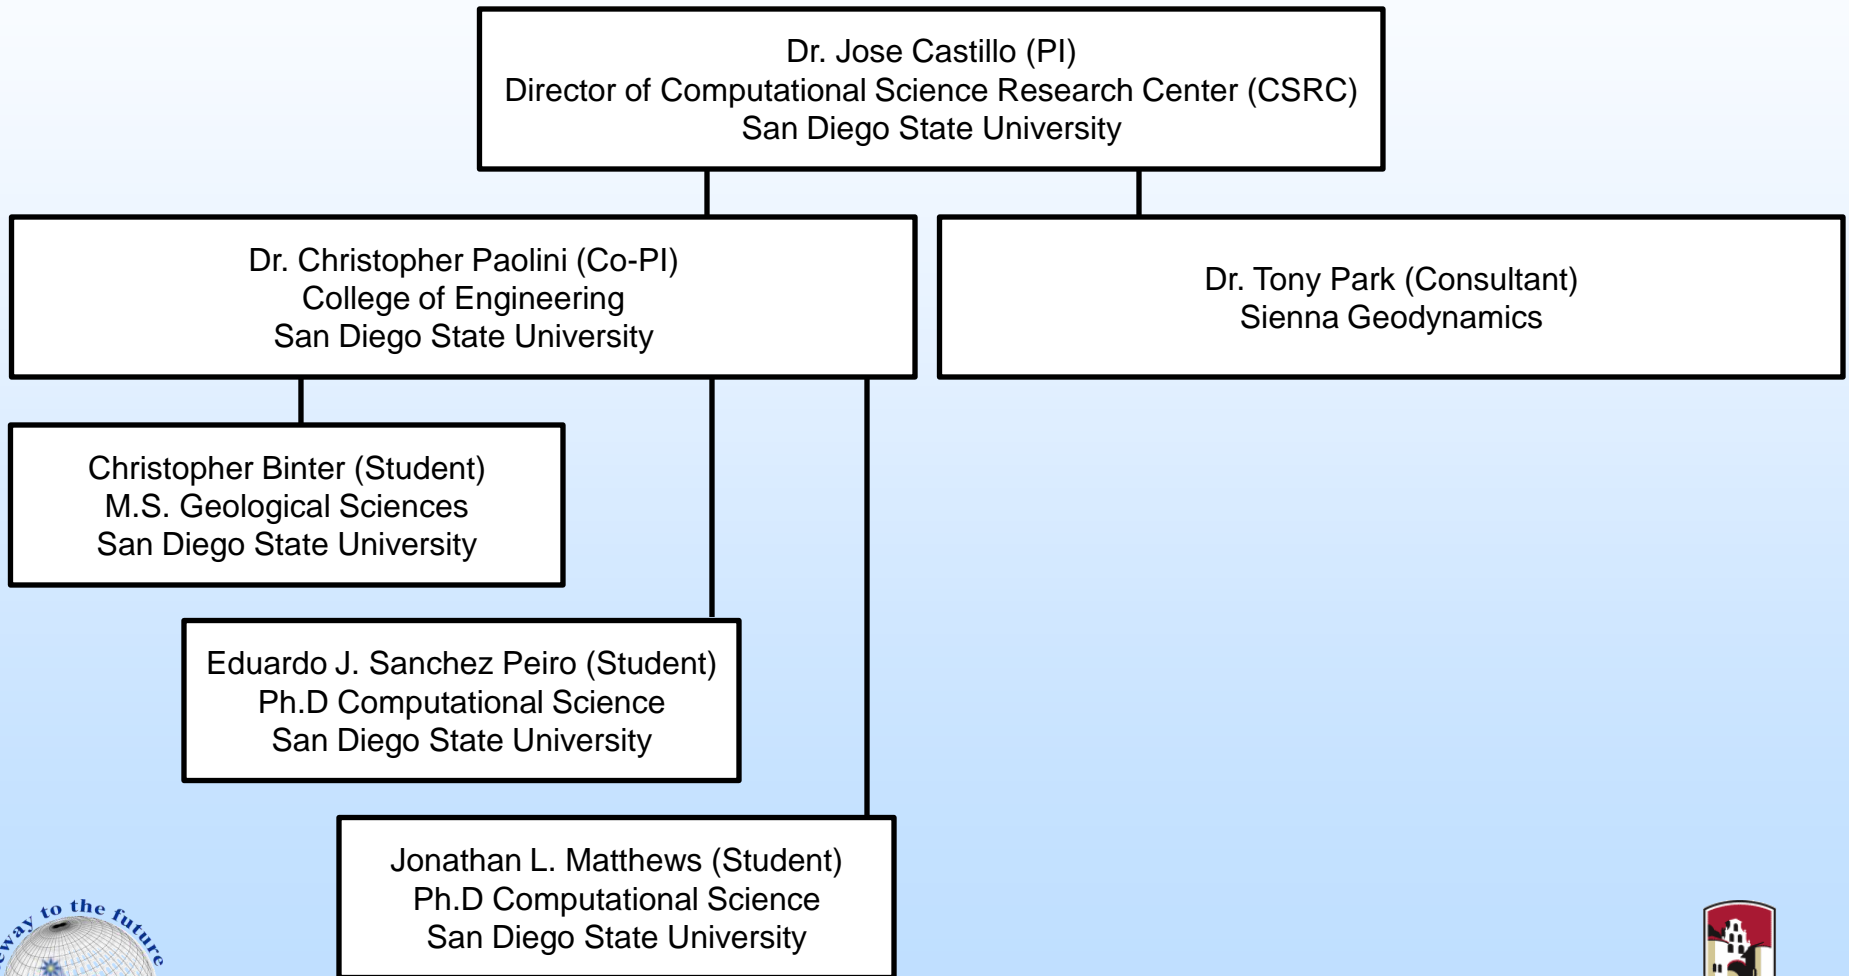 Dr. Jose Castillo (PI)
Director of Computational Science Research Center (CSRC)
San Diego State University
Dr. Christopher Paolini (Co-PI)
College of Engineering
San Diego State University
Dr. Tony Park (Consultant)
Sienna Geodynamics
Christopher Binter (Student)
M.S. Geological Sciences
San Diego State University
Eduardo J. Sanchez Peiro (Student)
Ph.D Computational Science
San Diego State University
Jonathan L. Matthews (Student)
Ph.D Computational Science
San Diego State University
to the future